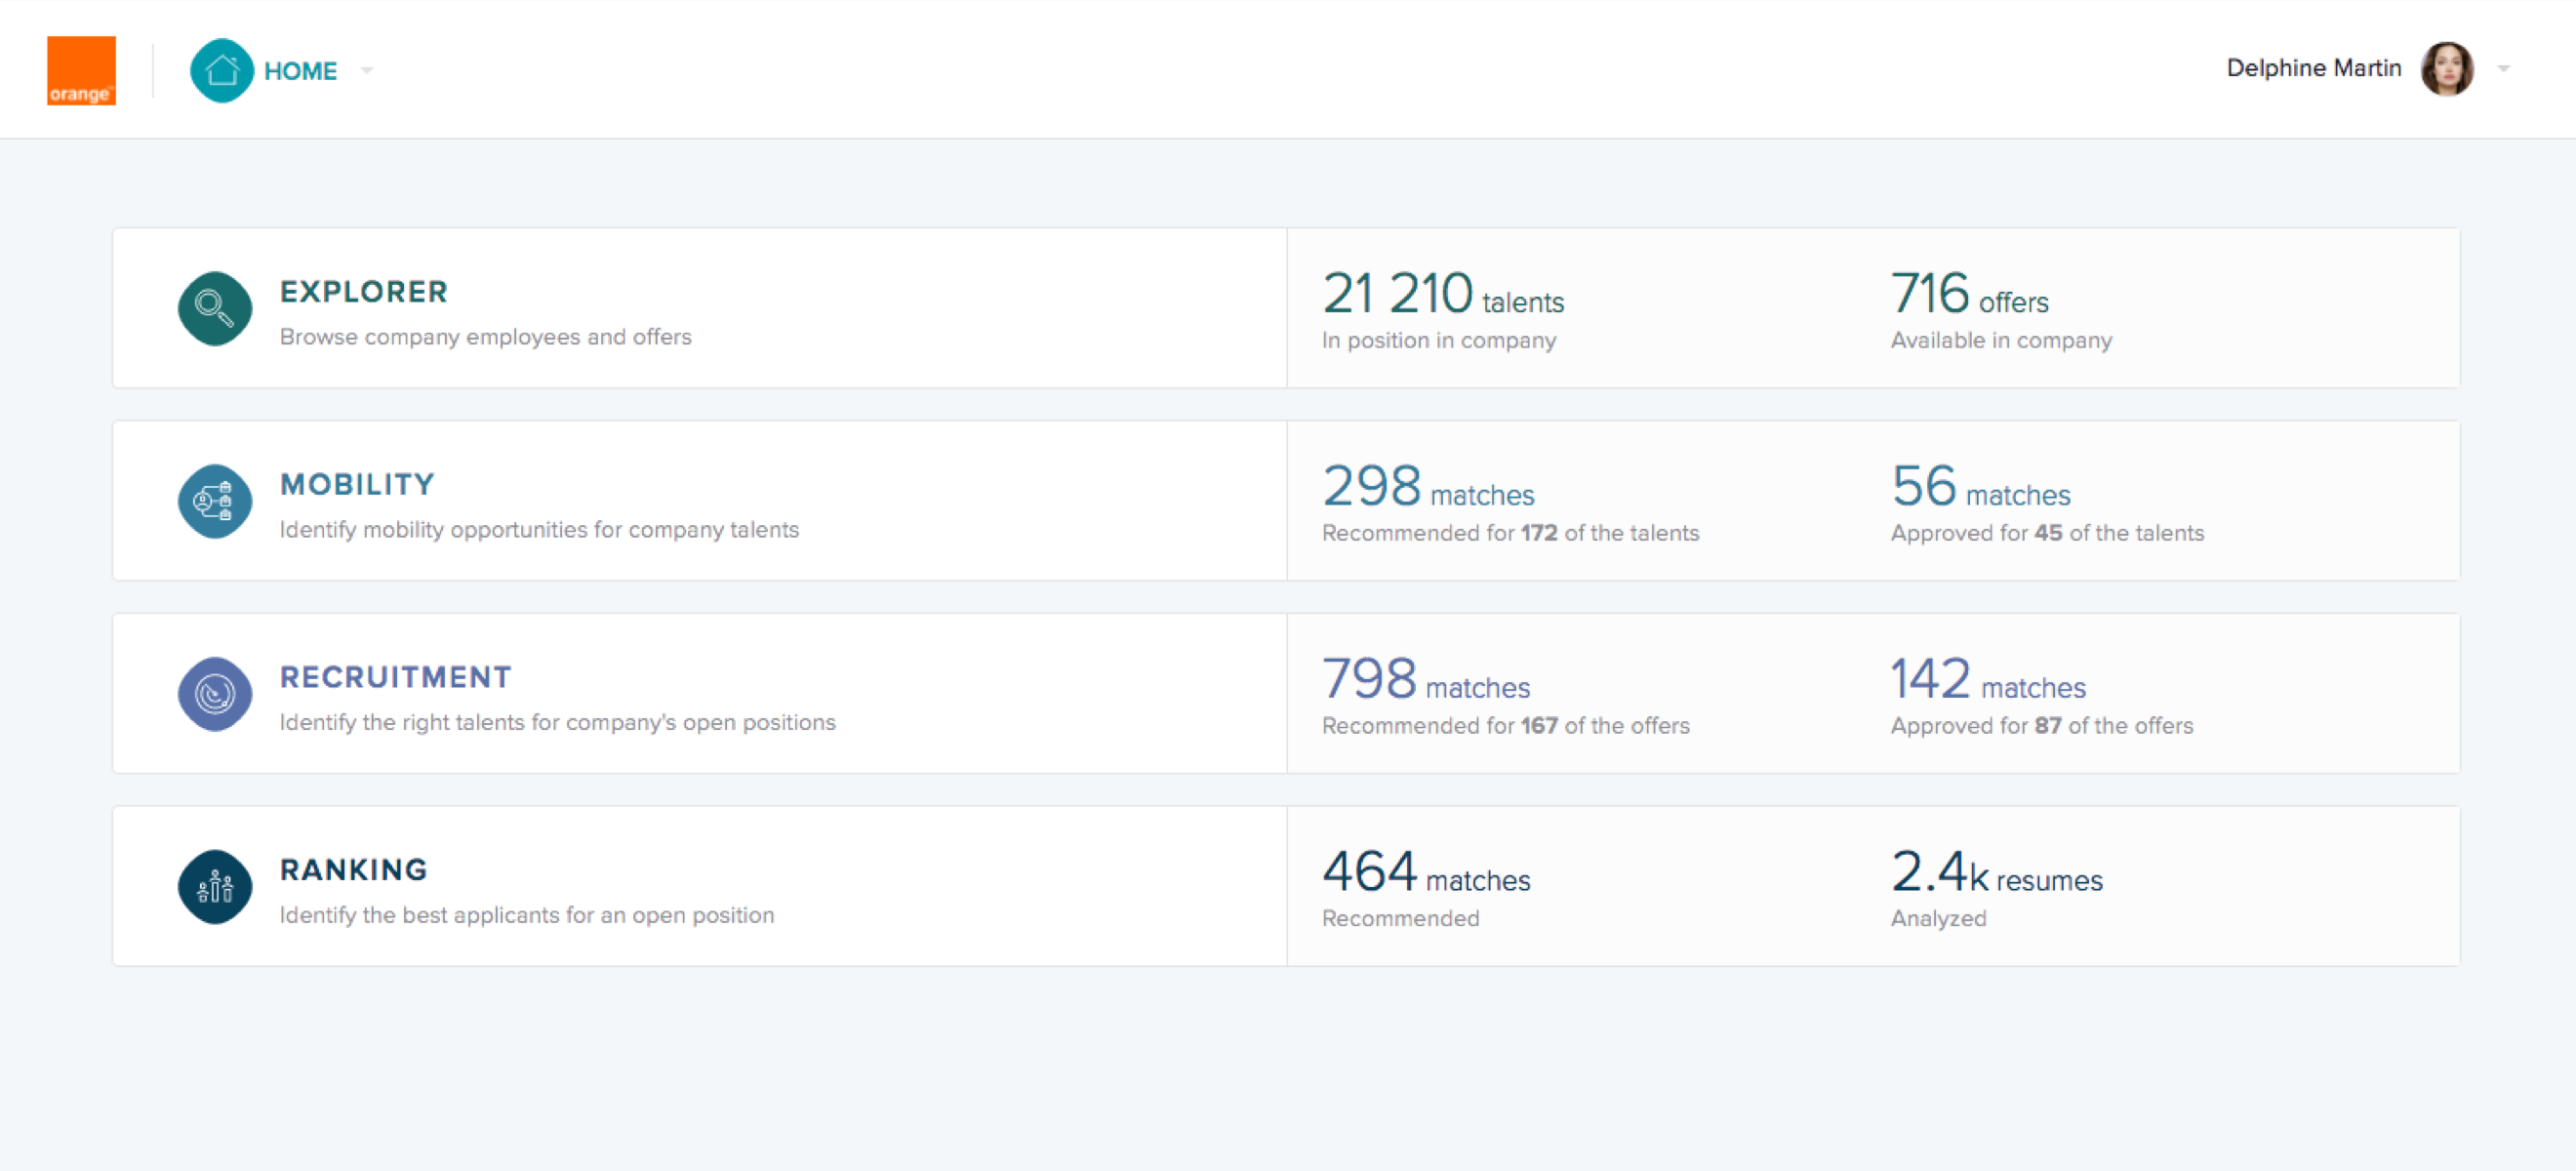 orange
HOME
Delphine Martin
EXPLORER
Browse company employees and offers
21 210 talents
In position in company
716 offers
Available in company
MOBILITY
Identify mobility opportunities for company talents
298 matches
Recommended for 172 of the talents
56 matches
Approved for 45 of the talents
RECRUITMENT
Identify the right talents for company's open positions
798 matches
Recommended for 167 of the offers
142 matches
Approved for 87 of the offers
RANKING
Identify the best applicants for an open position
464 matches
Recommended
2.4k resumes
Analyzed